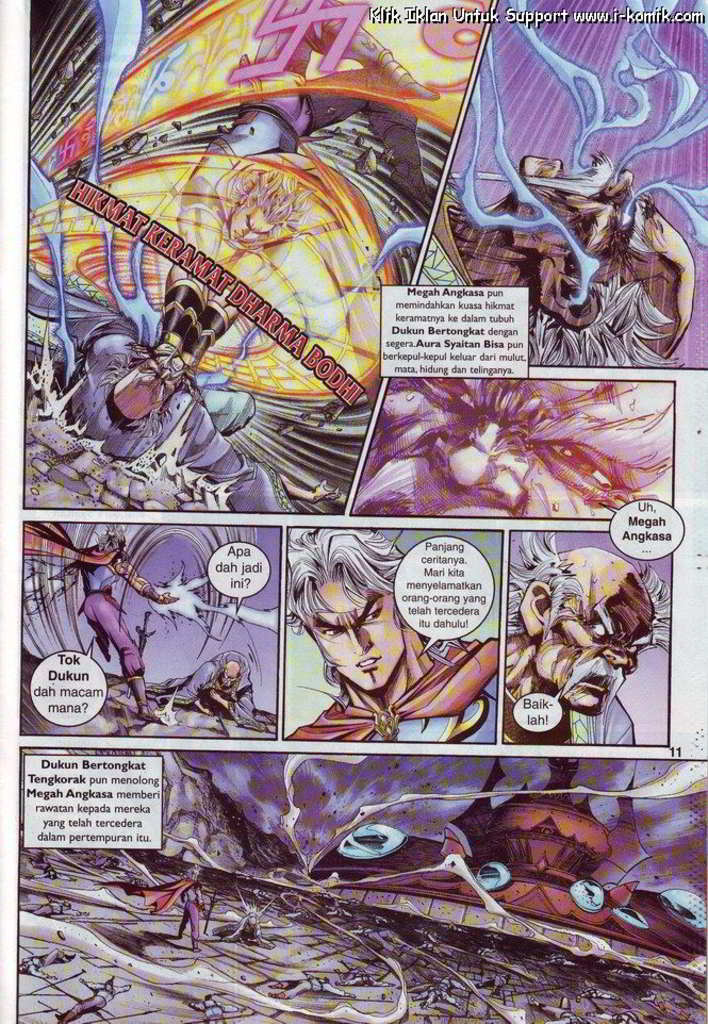 Klik Iklan Untuk Support www.i-komik.com
HIKMAT KERAMAT DHARMA BODHI
Megah Angkasa pun
memindahkan kuasa hikmat
keramatnya ke dalam tubuh
Dukun Bertongkat dengan
segera.Aura Syaitan Bisa pun
berkepul-kepul keluar dari mulut,
mata, hidung dan telinganya.
Uh,
Megah
Angkasa
...
Apa
dah jadi
ini?
Tok
Dukun
dah macam
mana?
Panjang
ceritanya.
Mari kita
menyelamatkan
orang-orang yang
telah tercedera
itu dahulu!
Baik-
lah!
11
Dukun Bertongkat
Tengkorak pun menolong
Megah Angkasa memberi
rawatan kepada mereka
yang telah tercedera
dalam pertempuran itu.